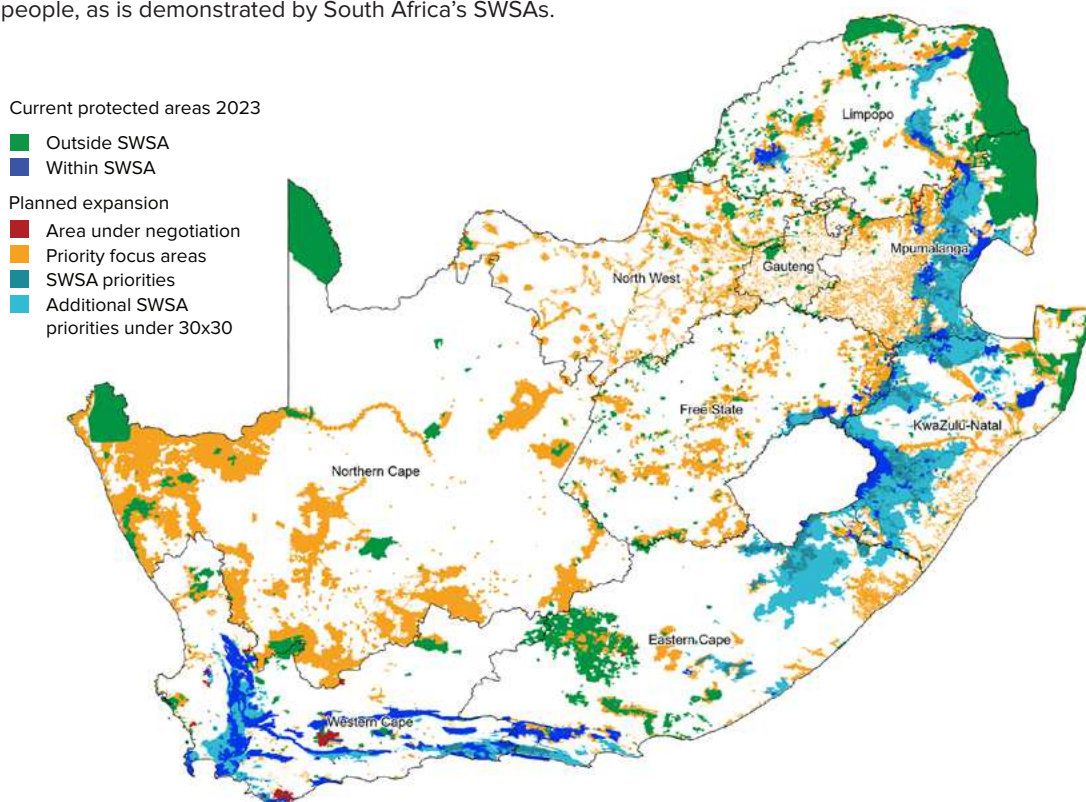 people, as is demonstrated by South Africa’s SWSAs.
Current protected areas 2023
Outside SWSA
Within SWSA
Planned expansion
Area under negotiation
Priority focus areas
SWSA priorities
Additional SWSA
priorities under 30x30
Limpopo
Mpumalanga
Gauteng
North West
Free State
KwaZulu-Natal
Northern Cape
Eastern Cape
Western Cape